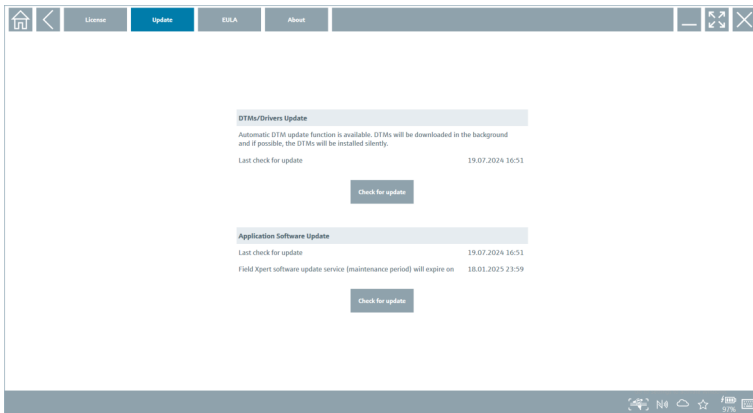 License Update EULA About
DTMs/Drivers Update
Automatic DTM update function is available. DTMs will be downloaded in the background
and if possible, the DTMs will be installed silently.
Last check for update 19.07.2024 16:51
Check for update
Application Software Update
Last check for update 19.07.2024 16:51
Field Xpert software update service (maintenance period) will expire on 18.01.2025 23:59
Check for update
97%